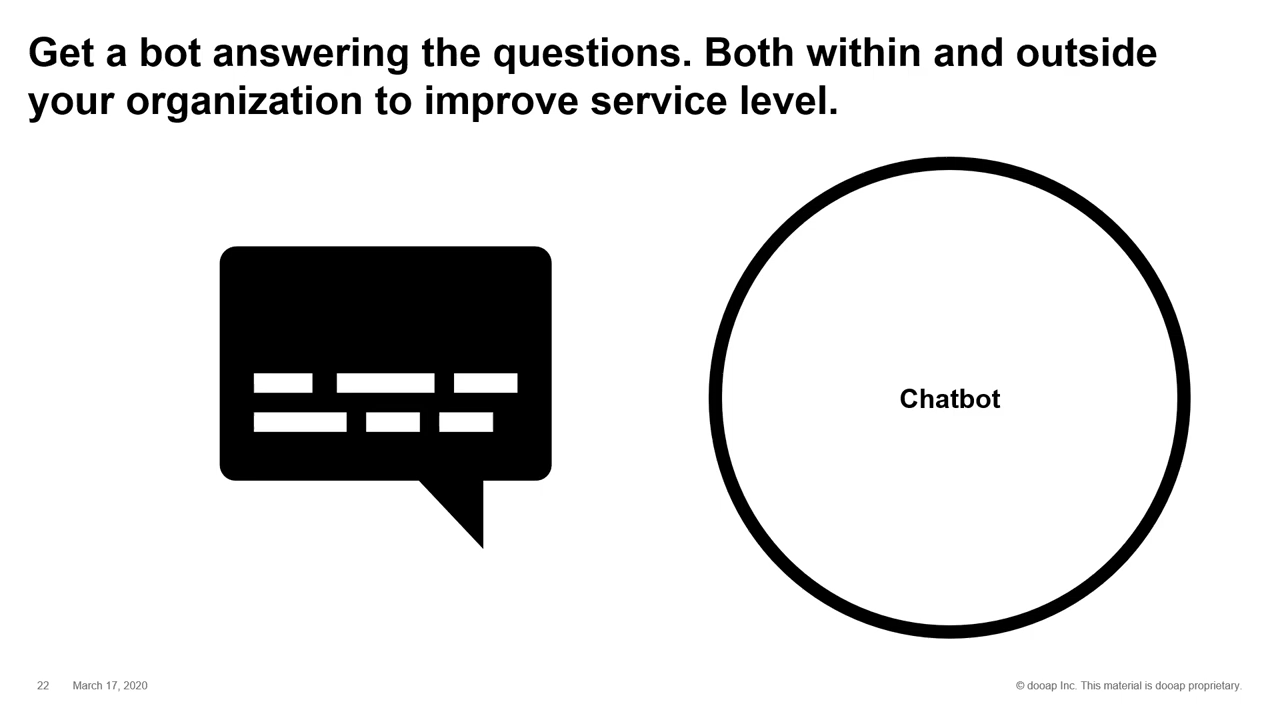 Get a bot answering the questions. Both within and outside
your organization to improve service level.
Chatbot
22 March 17, 2020
© dooap Inc. This material is dooap proprietary.